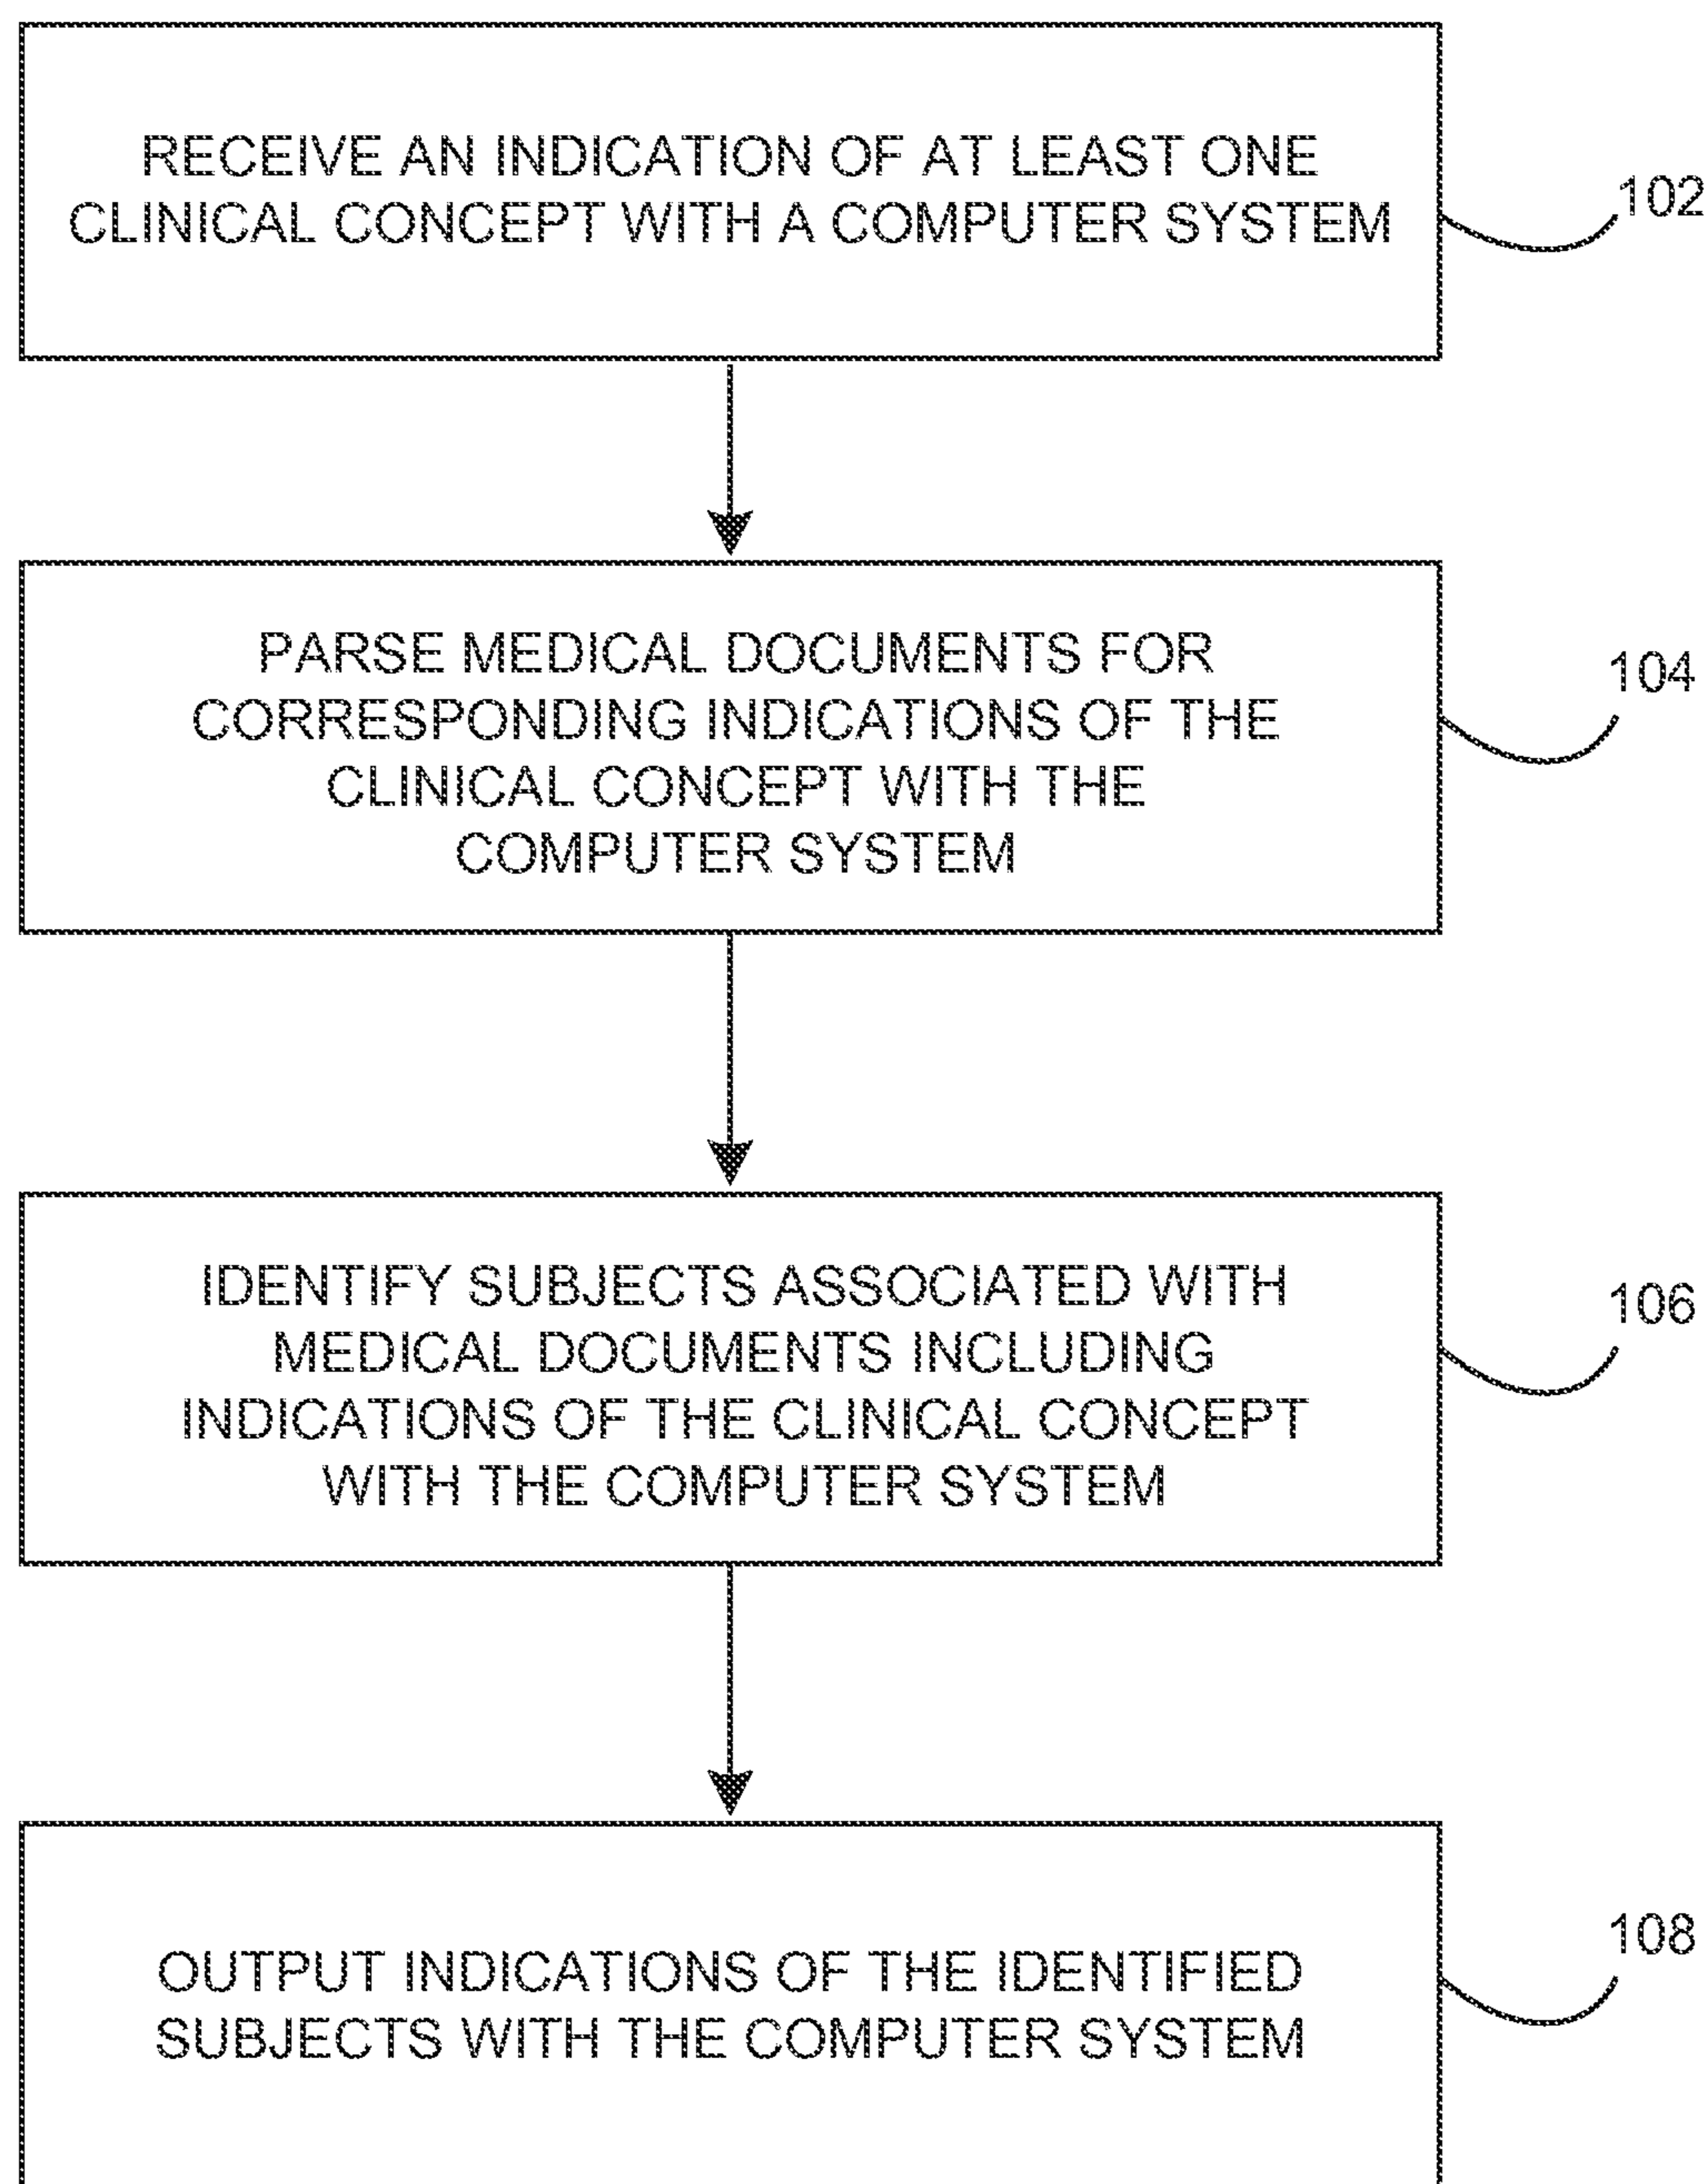 RECEIVE AN INDICATION OF AT LEAST ONE
CLINICAL CONCEPT WITH A COMPUTER SYSTEM
102
PARSE MEDICAL DOCUMENTS FOR
CORRESPONDING INDICATIONS OF THE
CLINICAL CONCEPT WITH THE
COMPUTER SYSTEM
104
IDENTIFY SUBJECTS ASSOCIATED WITH
MEDICAL DOCUMENTS INCLUDING
INDICATIONS OF THE CLINICAL CONCEPT
WITH THE COMPUTER SYSTEM
106
OUTPUT INDICATIONS OF THE IDENTIFIED
SUBJECTS WITH THE COMPUTER SYSTEM
108